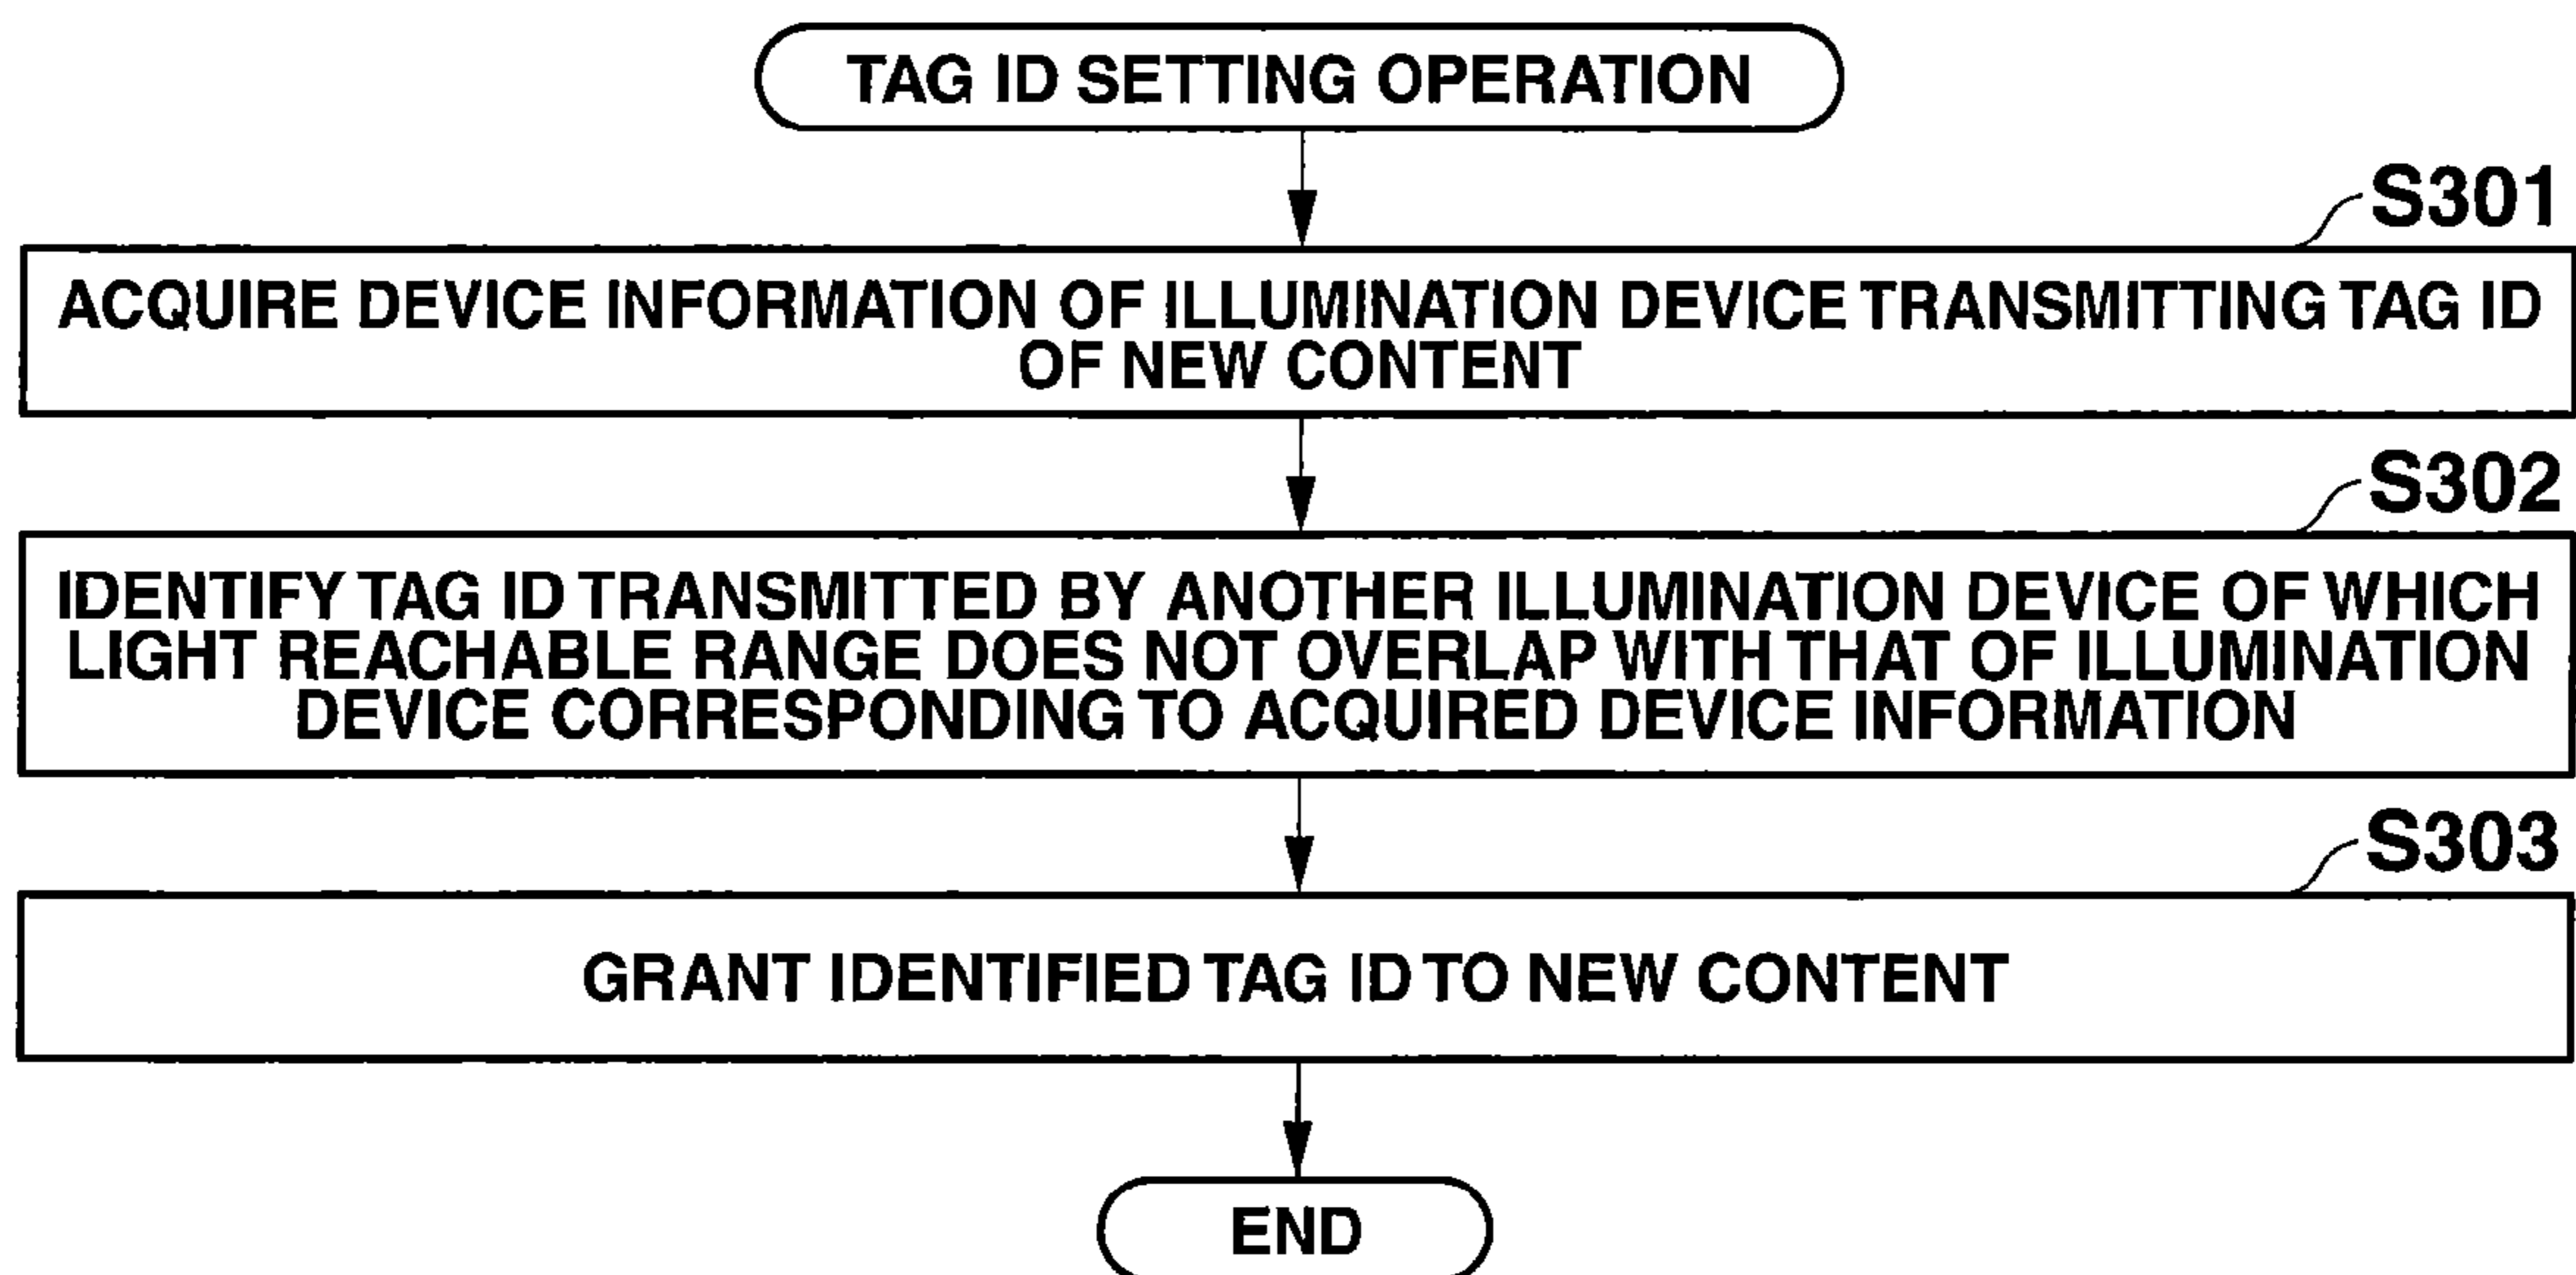 TAG ID SETTING OPERATION
S301
ACQUIRE DEVICE INFORMATION OF ILLUMINATION DEVICE TRANSMITTING TAG ID
OF NEW CONTENT
S302
IDENTIFY TAG ID TRANSMITTED BY ANOTHER ILLUMINATION DEVICE OF WHICH
LIGHT REACHABLE RANGE DOES NOT OVERLAP WITH THAT OF ILLUMINATION
DEVICE CORRESPONDING TO ACQUIRED DEVICE INFORMATION
S303
GRANT IDENTIFIED TAG ID TO NEW CONTENT
END